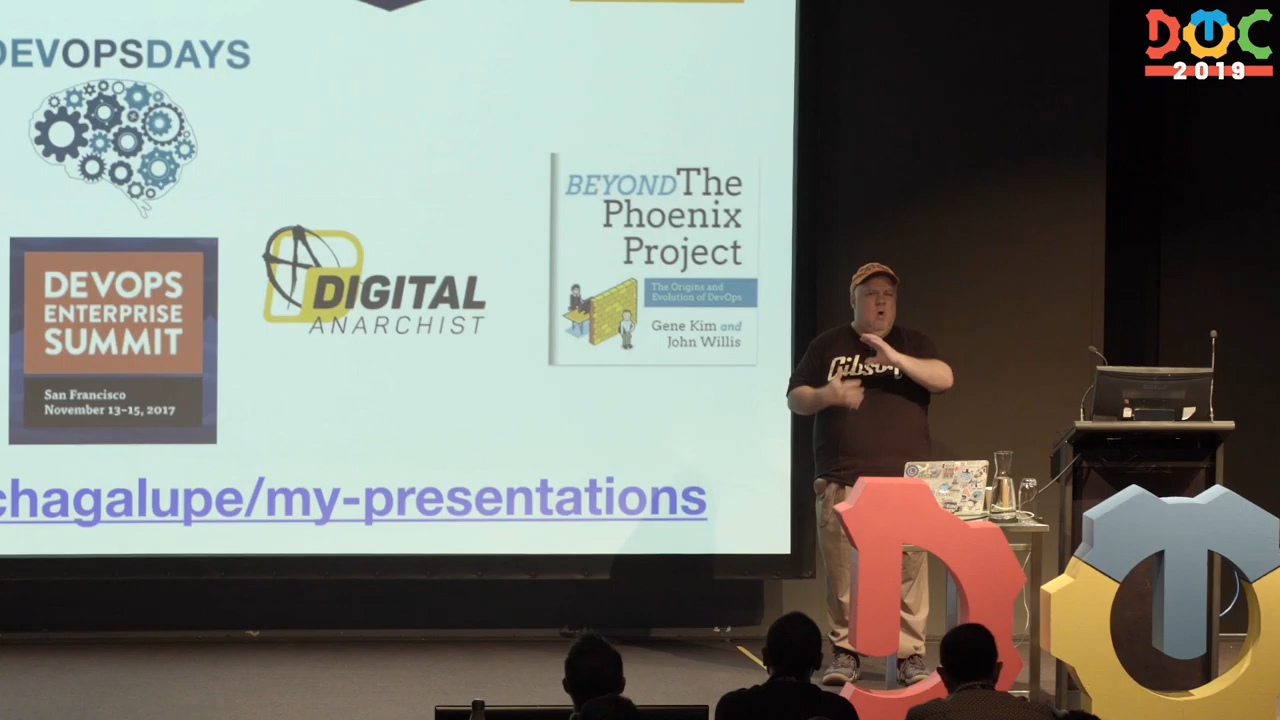 DEVOPSDAYS
DEVOPS
ENTERPRISE
SUMMIT
San Francisco
November 13-15, 2017
DIGITAL
ANARCHIST
BEYOND The
Phoenix
Project
The Origins and
Evolution of DevOps
Gene Kim and
John Willis
chagalupe/my-presentations
Gibson
DOTC
2019
D
O
T